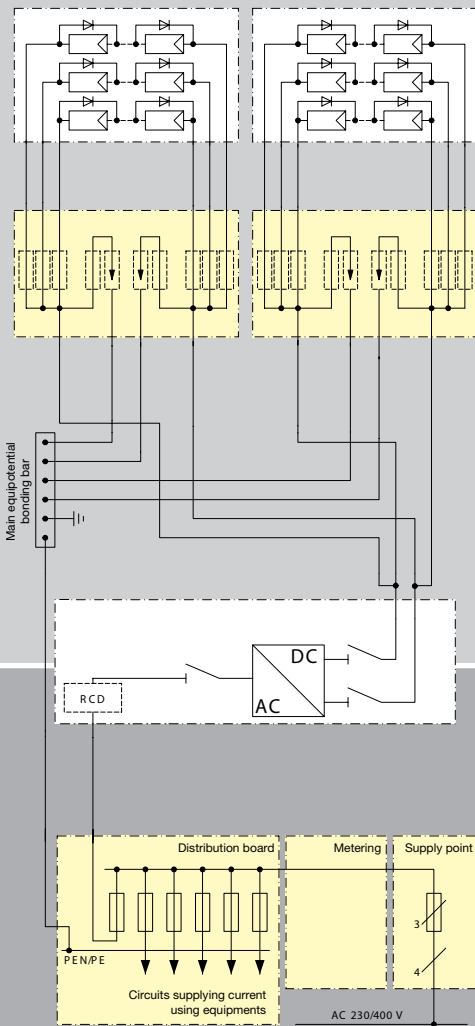 Main equipotential
bonding bar
DC
AC
RCD
Distribution board
Metering
Supply point
3
4
PEN/PE
Circuits supplying current
using equipments
AC 230/400 V